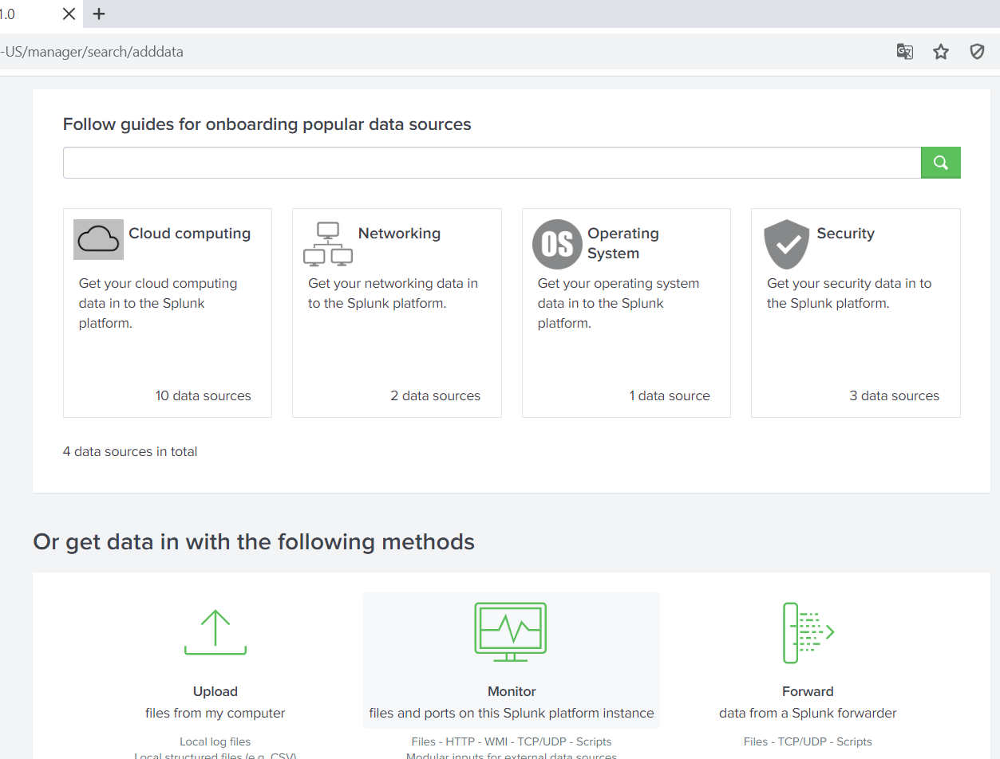 1.0
-US/manager/search/adddata
Follow guides for onboarding popular data sources
Cloud computing
Get your cloud computing
data in to the Splunk
platform.
10 data sources
Networking
Get your networking data in
to the Splunk platform.
2 data sources
OS
Operating
System
Get your operating system
data in to the Splunk
platform.
1 data source
Security
Get your security data in to
the Splunk platform.
3 data sources
4 data sources in total
Or get data in with the following methods
Upload
files from my computer
Local log files
Local structured files (e.g. CSV)
Monitor
files and ports on this Splunk platform instance
Files - HTTP - WMI - TCP/UDP - Scripts
Modular inputs for external data sources
Forward
data from a Splunk forwarder
Files - TCP/UDP - Scripts